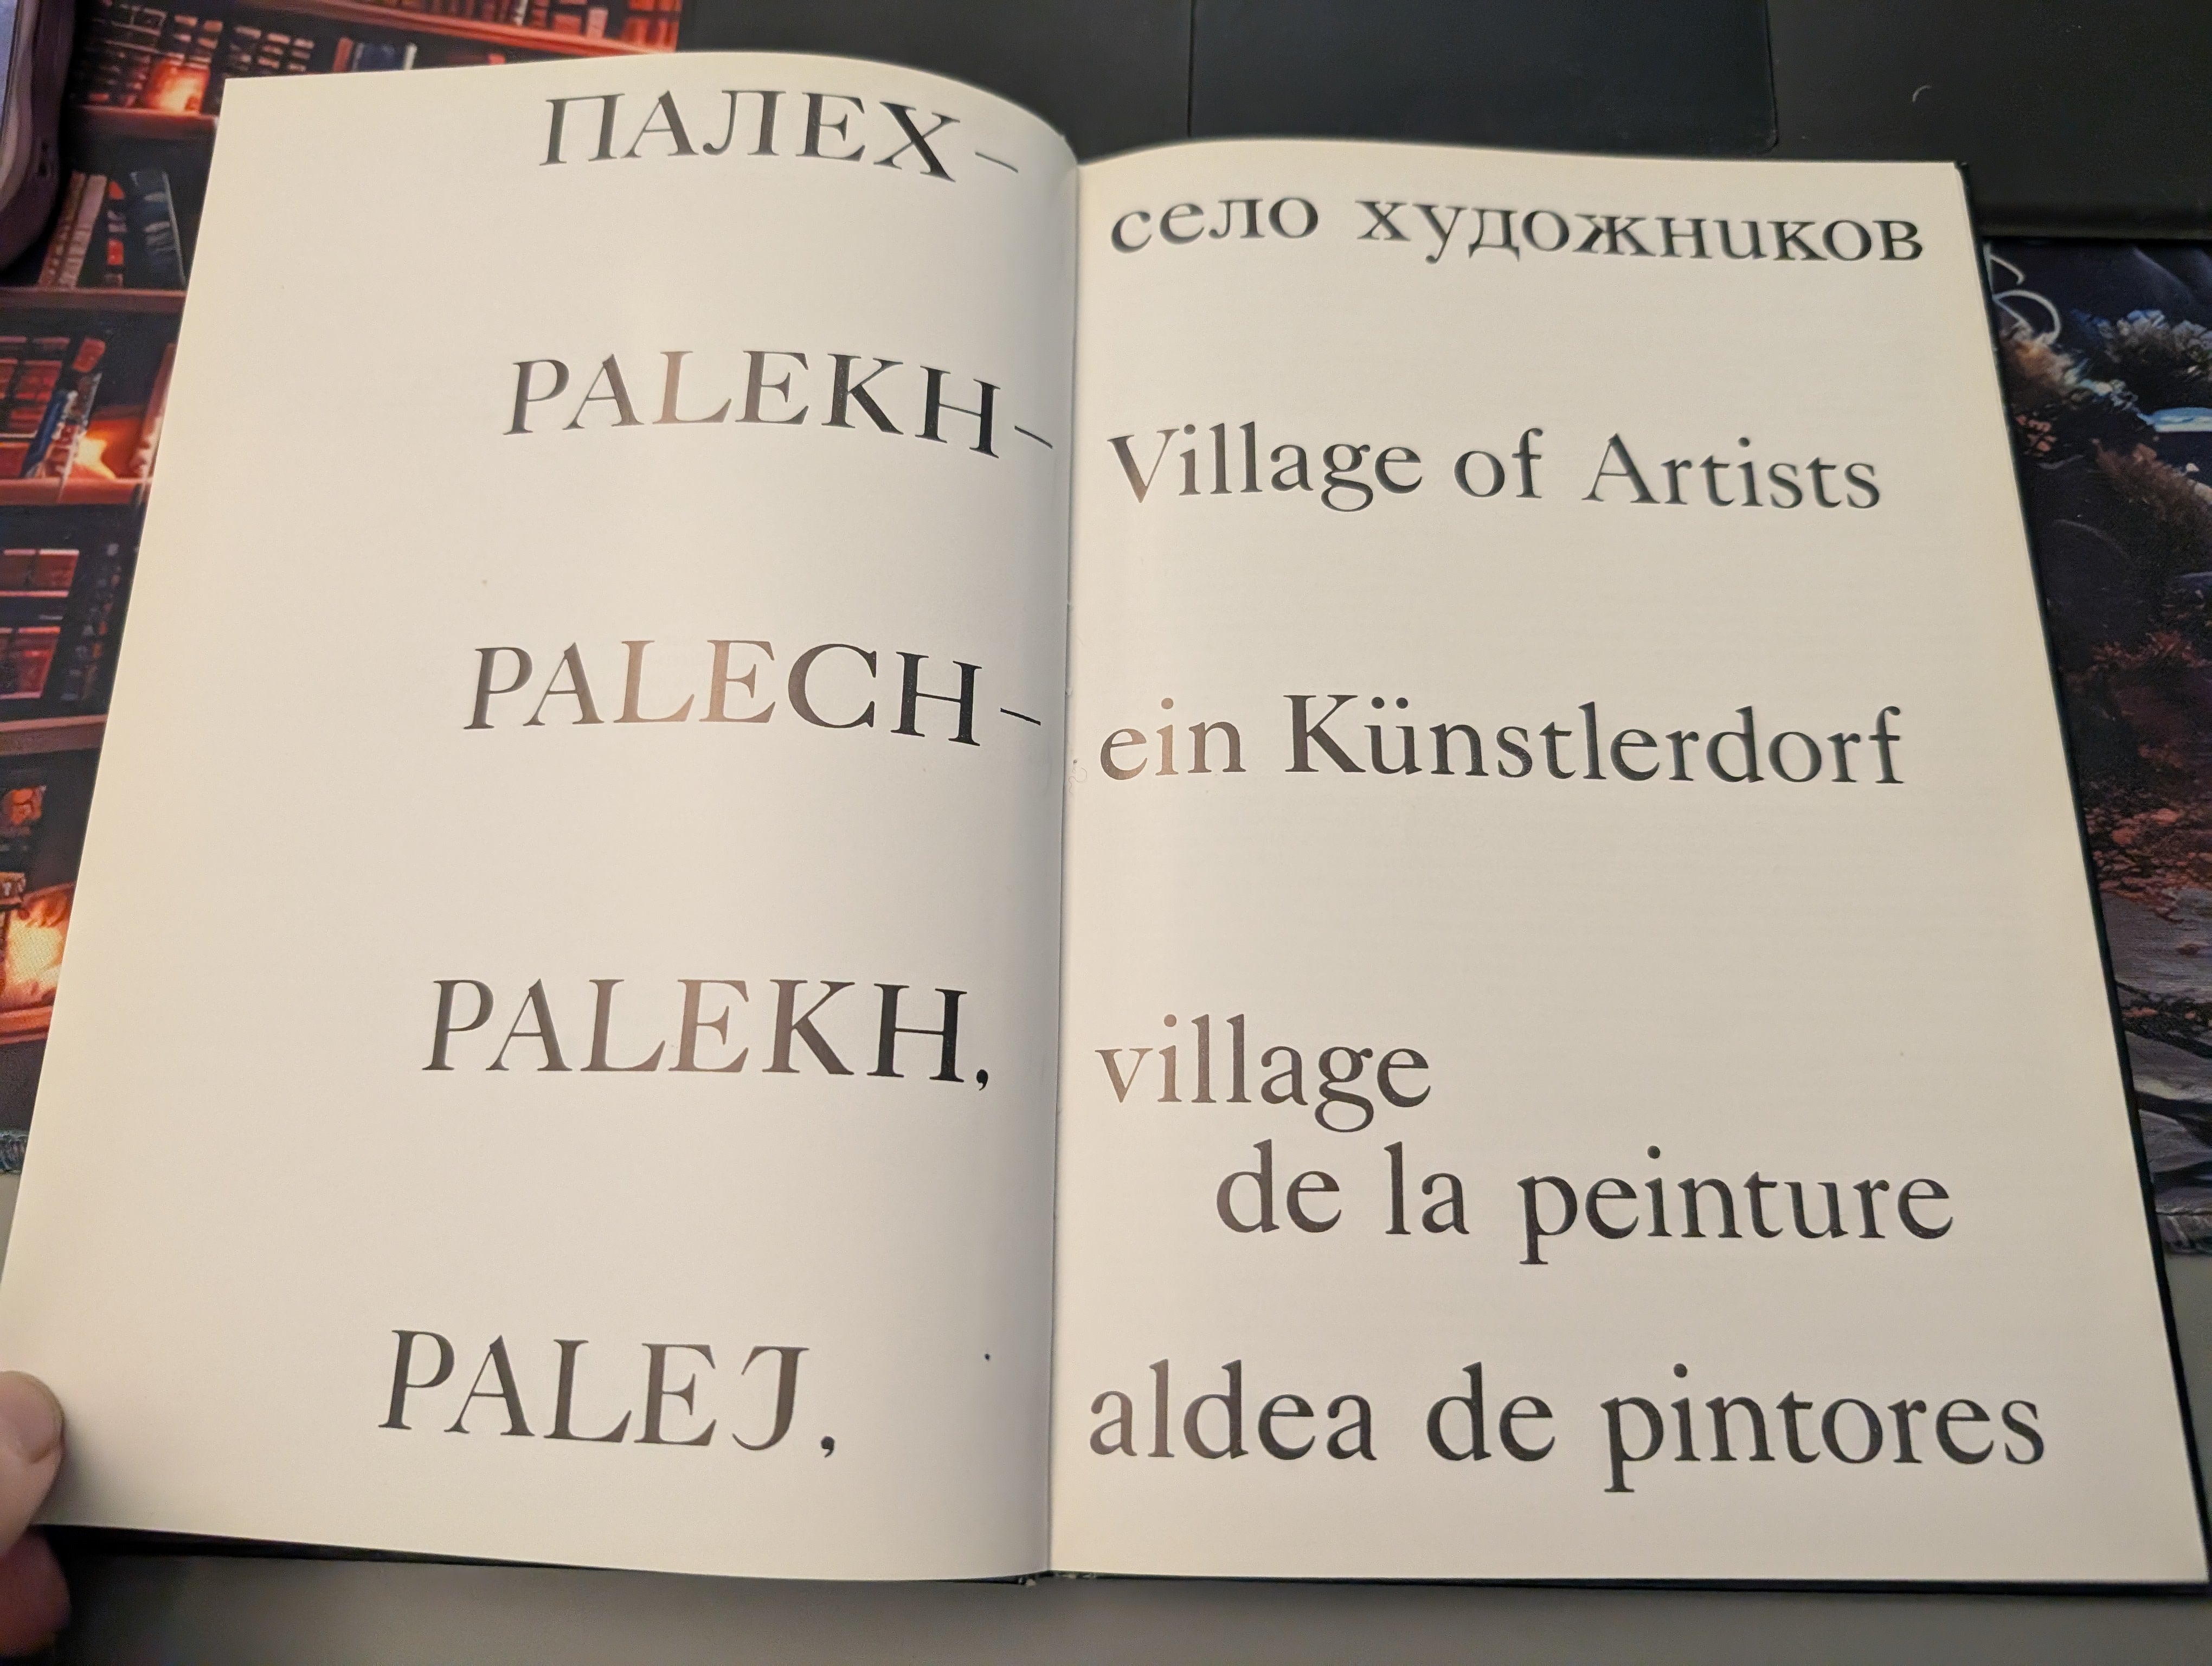 ПАЛЕХ – село художников
PALEKH – Village of Artists
PALECH – ein Künstlerdorf
PALEKH, village
de la peinture
PALEJ, aldea de pintores